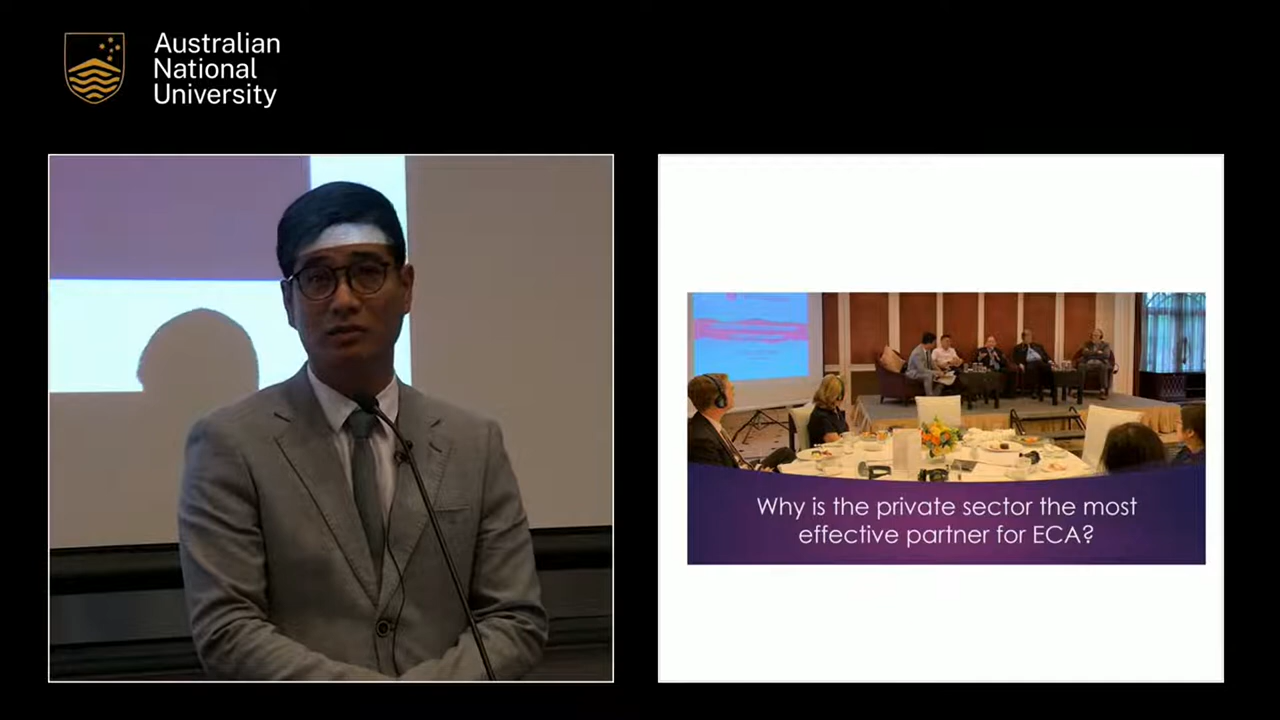 Australian
National
University
Why is the private sector the most
effective partner for ECA?